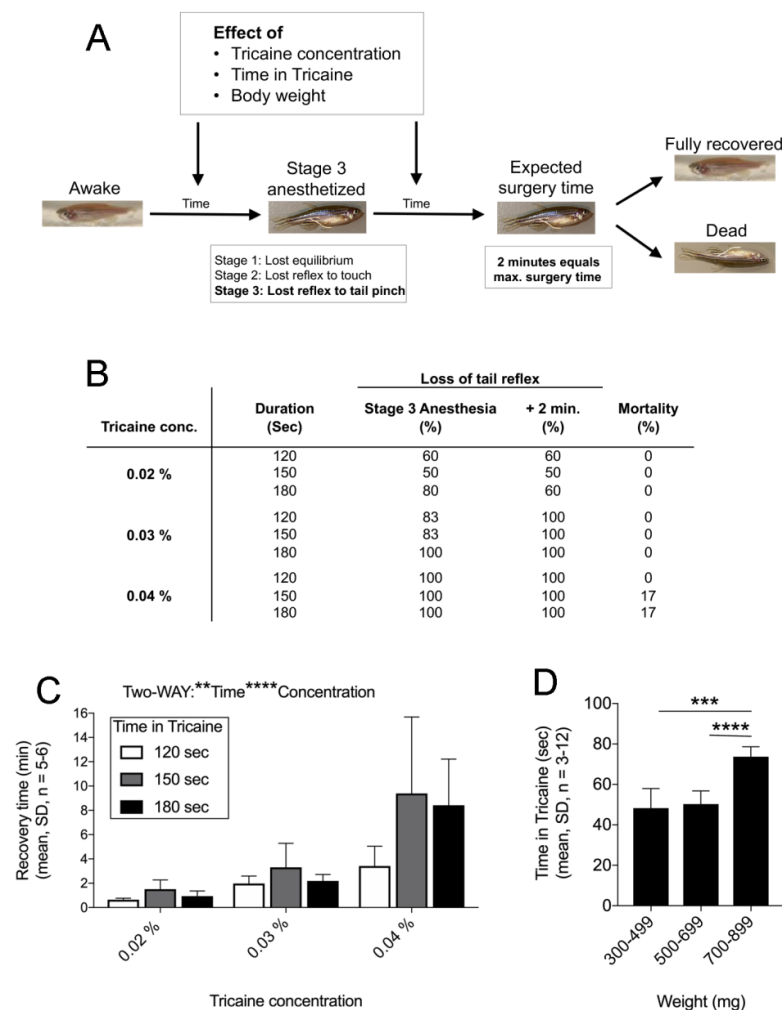 A
Effect of
• Tricaine concentration
• Time in Tricaine
• Body weight
Awake
Time
Stage 3
anesthetized
Time
Expected
surgery time
Fully recovered
Dead
Stage 1: Lost equilibrium
Stage 2: Lost reflex to touch
Stage 3: Lost reflex to tail pinch
2 minutes equals
max. surgery time
B
Loss of tail reflex
Tricaine conc. Duration (Sec) Stage 3 Anesthesia (%) + 2 min. (%) Mortality (%)
0.02 %
120 60 60 0
150 50 50 0
180 80 60 0
0.03 %
120 83 100 0
150 83 100 0
180 100 100 0
0.04 %
120 100 100 0
150 100 100 17
180 100 100 17
C
Two-WAY:**Time****Concentration
Recovery time (min)
(mean, SD, n = 5-6)
16
14
12
10
8
6
4
2
0
Time in Tricaine
120 sec
150 sec
180 sec
0.02 %
0.03 %
0.04 %
Tricaine concentration
D
Time in Tricaine (sec)
(mean, SD, n = 3-12)
100
80
60
40
20
0
***
****
300-499
500-699
700-899
Weight (mg)